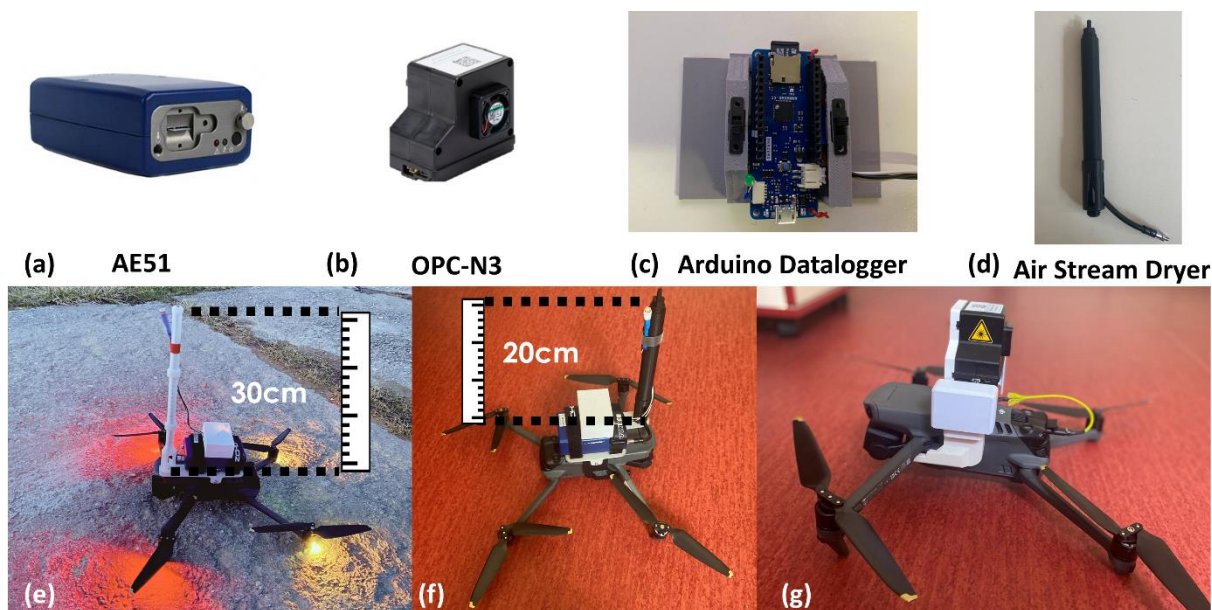 (a) AE51
(b) OPC-N3
(c) Arduino Datalogger
(d) Air Stream Dryer
30cm
(e)
20cm
(f)
(g)